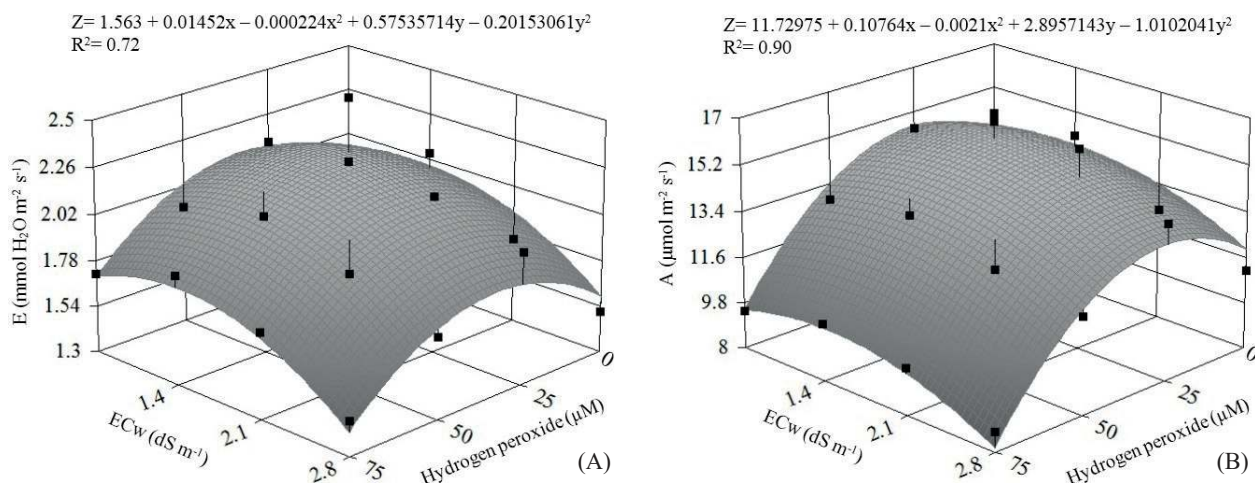 Z= 1.563 + 0.01452x – 0.000224x² + 0.57535714y – 0.20153061y²
R²= 0.72
2.5
2.26
2.02
1.78
1.54
1.3
E (mmol H₂O m⁻² s⁻¹)
1.4
2.1
2.8
ECw (dS m⁻¹)
75
50
25
0
Hydrogen peroxide (µM)
(A)
Z= 11.72975 + 0.10764x – 0.0021x² + 2.8957143y – 1.0102041y²
R²= 0.90
17
15.2
13.4
11.6
9.8
8
A (µmol m⁻² s⁻¹)
1.4
2.1
2.8
ECw (dS m⁻¹)
75
50
25
0
Hydrogen peroxide (µM)
(B)